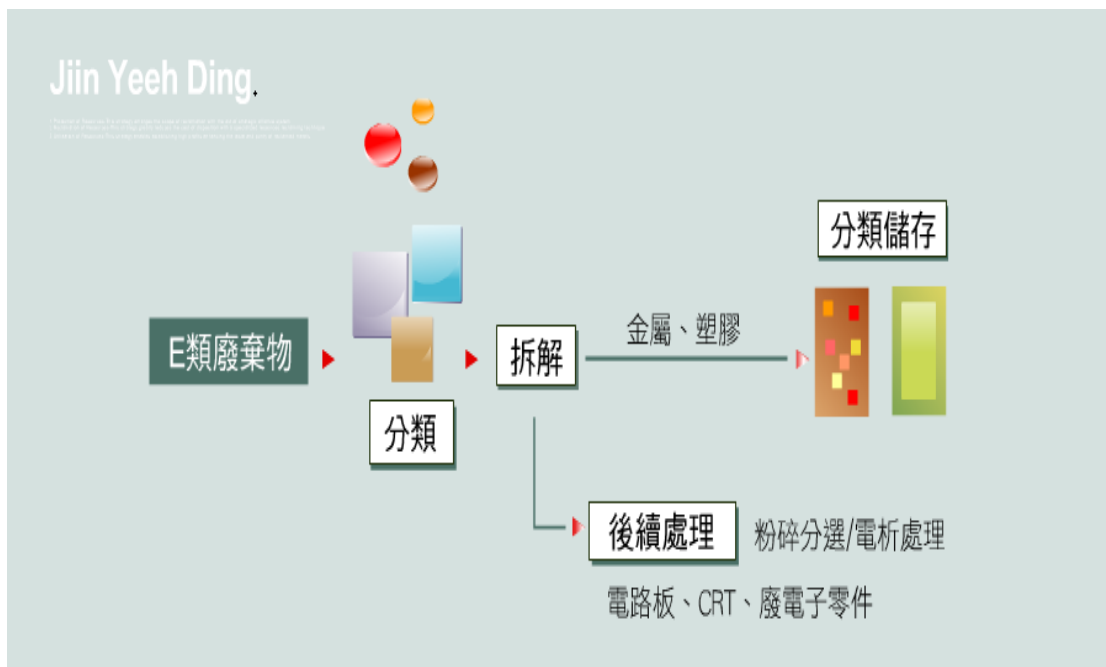 Jiin Yeeh Ding
E類廢棄物
分類
拆解
金屬、塑膠
分類儲存
後續處理
粉碎分選/電析處理
電路板、CRT、廢電子零件